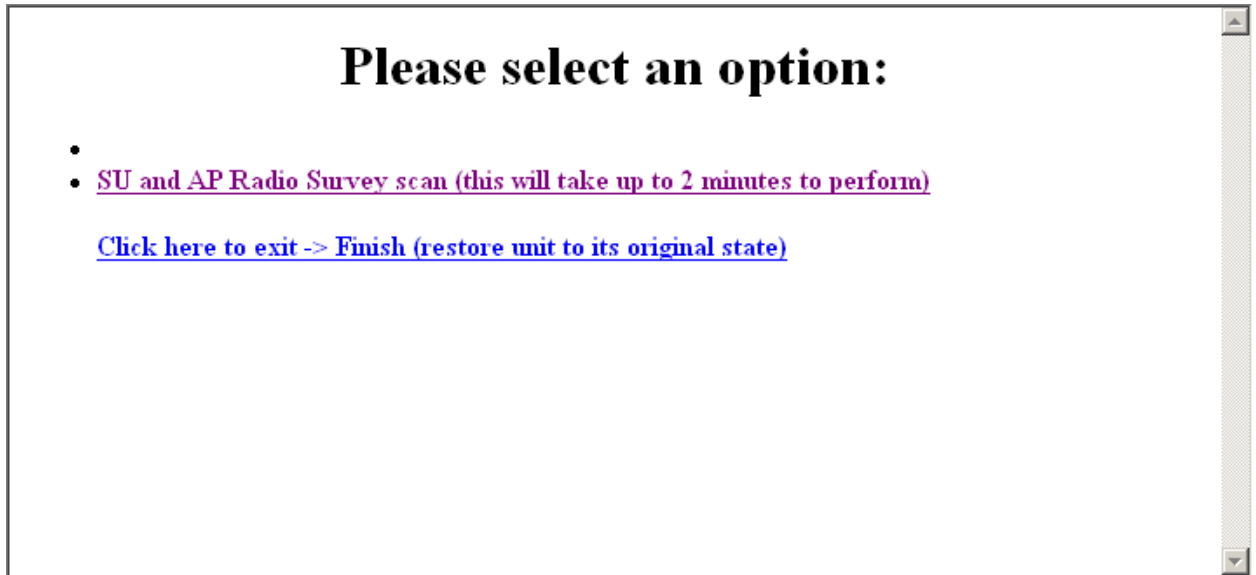 Please select an option:
SU and AP Radio Survey scan (this will take up to 2 minutes to perform)
Click here to exit -> Finish (restore unit to its original state)